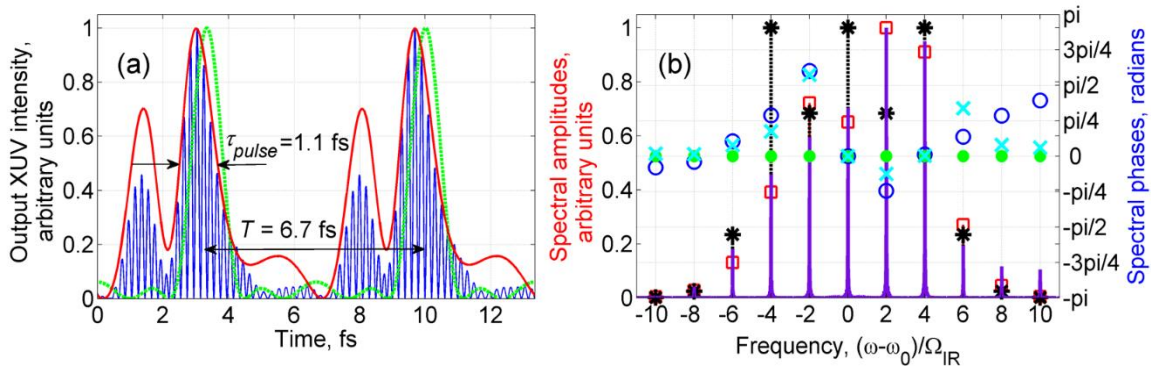 Output XUV intensity,
arbitrary units
1
0.8
0.6
0.4
0.2
0
(a)
τpulse=1.1 fs
T = 6.7 fs
0 2 4 6 8 10 12
Time, fs
Spectral amplitudes,
arbitrary units
1
0.8
0.6
0.4
0.2
0
(b)
-10 -8 -6 -4 -2 0 2 4 6 8 10
Frequency, (ω-ω0)/ΩIR
pi
3pi/4
pi/2
pi/4
0
-pi/4
-pi/2
-3pi/4
-pi
Spectral phases, radians